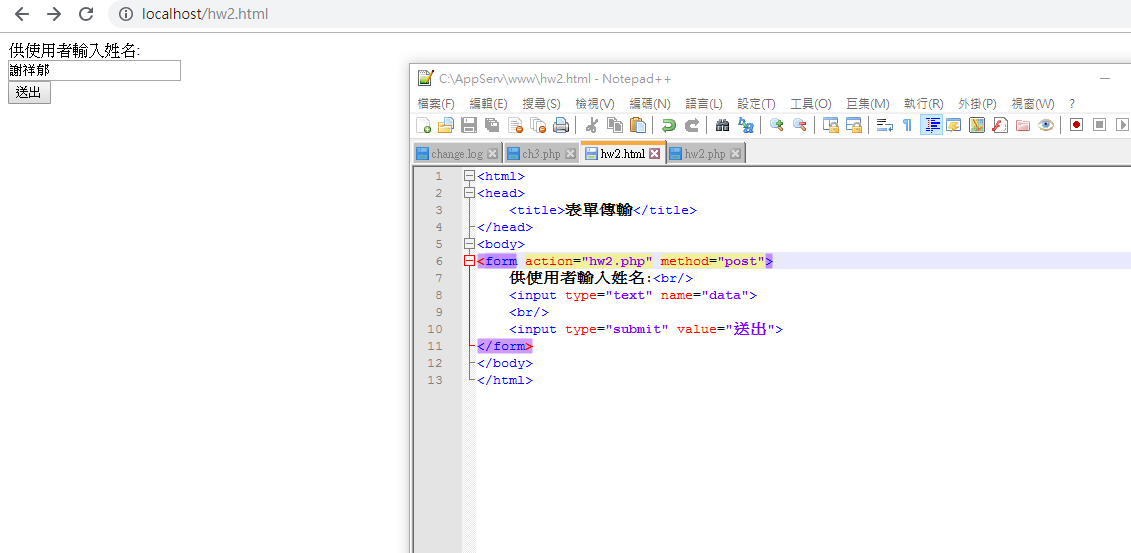 localhost/hw2.html
供使用者輸入姓名:
謝祥郁
送出
C:\AppServ\www\hw2.html - Notepad++
檔案(F) 編輯(E) 搜尋(S) 檢視(V) 編碼(N) 語言(L) 設定(T) 工具(O) 巨集(M) 執行(R) 外掛(P) 視窗(W) ?
change.log ch3.php hw2.html hw2.php
1 <html>
2 <head>
3 <title>表單傳輸</title>
4 </head>
5 <body>
6 <form action="hw2.php" method="post">
7 供使用者輸入姓名:<br/>
8 <input type="text" name="data">
9 <br/>
10 <input type="submit" value="送出">
11 </form>
12 </body>
13 </html>